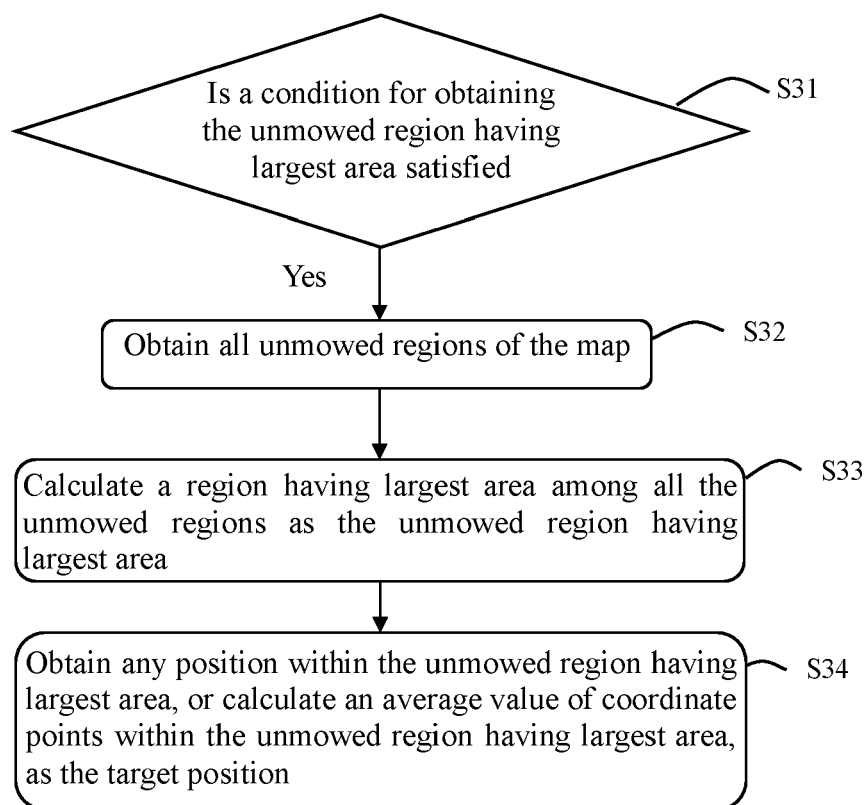 Is a condition for obtaining
the unmowed region having
largest area satisfied
S31
Yes
Obtain all unmowed regions of the map
S32
Calculate a region having largest area among all the
unmowed regions as the unmowed region having
largest area
S33
Obtain any position within the unmowed region having
largest area, or calculate an average value of coordinate
points within the unmowed region having largest area,
as the target position
S34